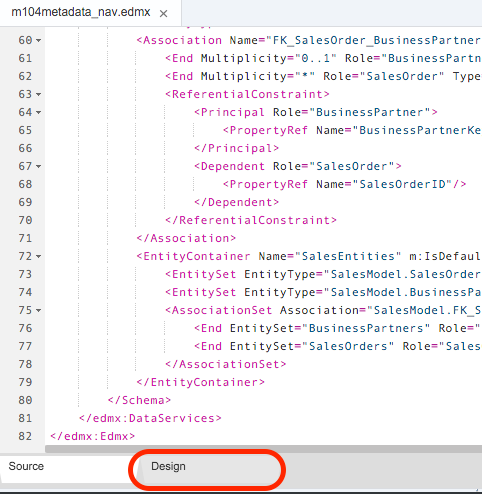 m104metadata_nav.edmx ×
60 <Association Name="FK_SalesOrder_BusinessPartner
61 <End Multiplicity="0..1" Role="BusinessPartn
62 <End Multiplicity="*" Role="SalesOrder" Type
63 <ReferentialConstraint>
64 <Principal Role="BusinessPartner">
65 <PropertyRef Name="BusinessPartnerKe
66 </Principal>
67 <Dependent Role="SalesOrder">
68 <PropertyRef Name="SalesOrderID"/>
69 </Dependent>
70 </ReferentialConstraint>
71 </Association>
72 <EntityContainer Name="SalesEntities" m:IsDefaul
73 <EntitySet EntityType="SalesModel.SalesOrder
74 <EntitySet EntityType="SalesModel.BusinessPa
75 <AssociationSet Association="SalesModel.FK_S
76 <End EntitySet="BusinessPartners" Role="
77 <End EntitySet="SalesOrders" Role="Sales
78 </AssociationSet>
79 </EntityContainer>
80 </Schema>
81 </edmx:DataServices>
82 </edmx:Edmx>
Source Design